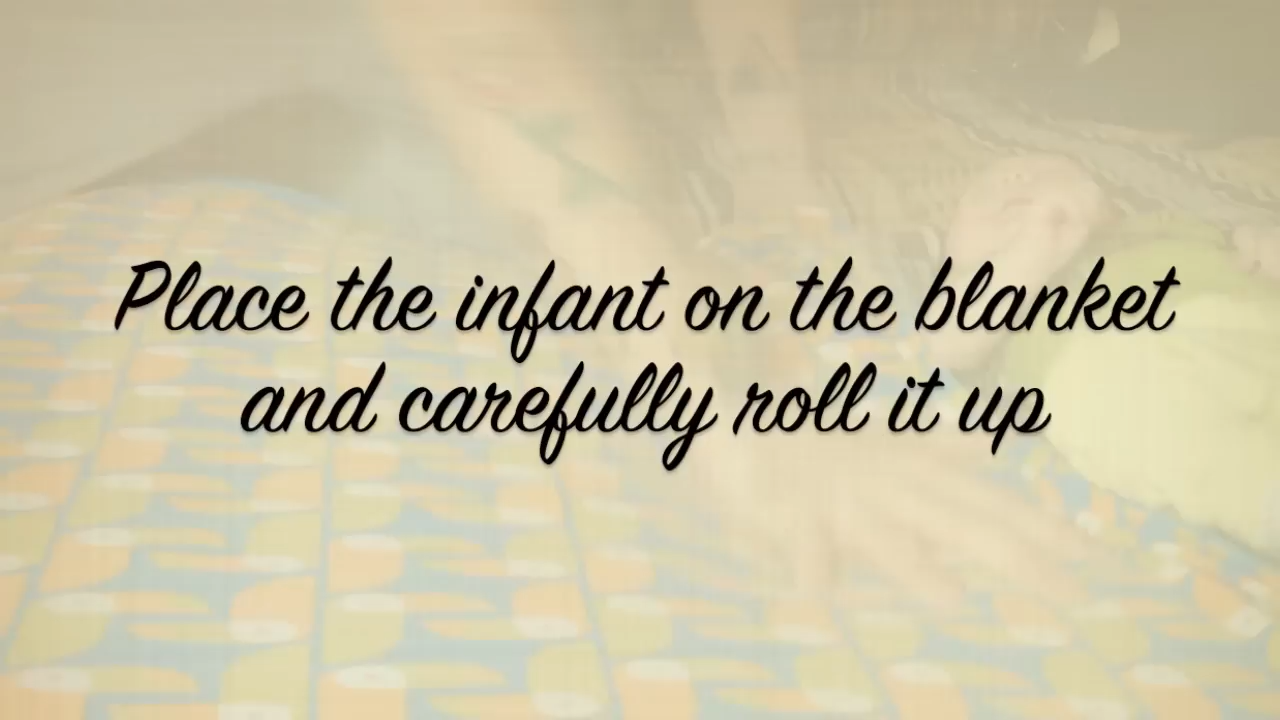 Place the infant on the blanket
and carefully roll it up